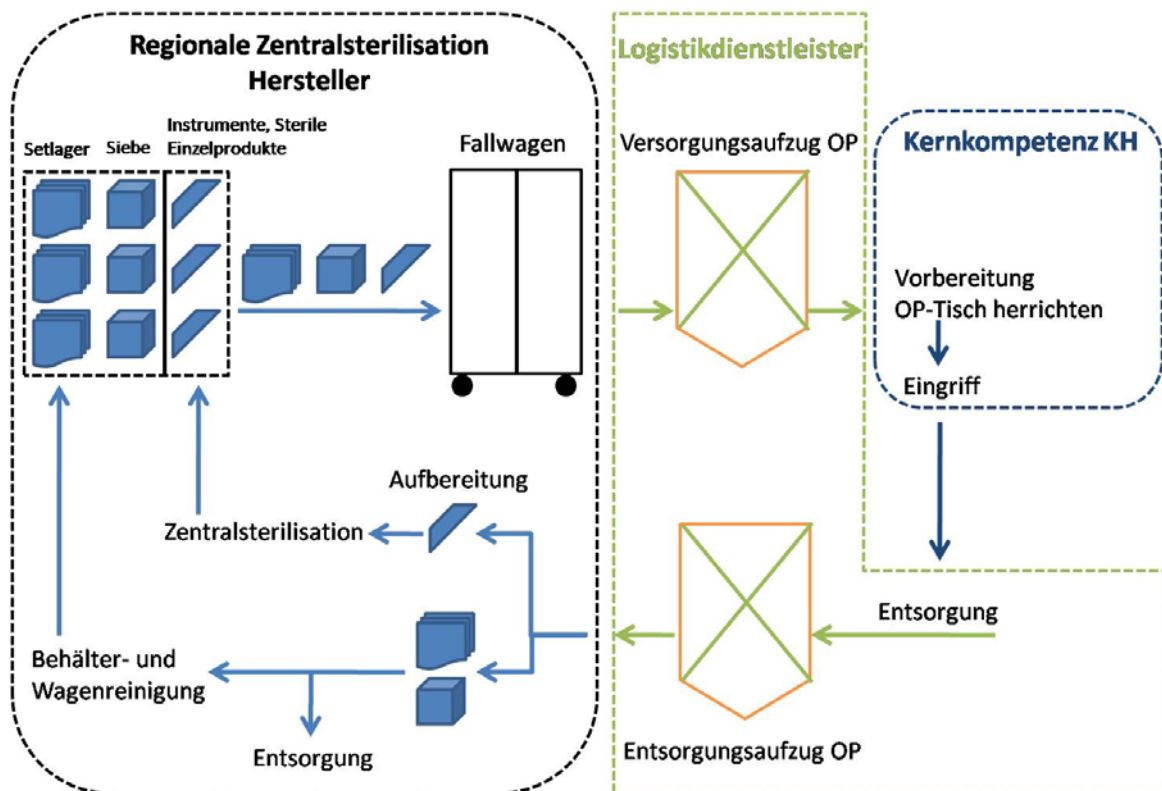 Regionale Zentralsterilisation
Hersteller
Setlager
Siebe
Instrumente, Sterile
Einzelprodukte
Fallwagen
Logistikdienstleister
Versorgungsaufzug OP
Kernkompetenz KH
Vorbereitung
OP-Tisch herrichten
Eingriff
Aufbereitung
Zentralsterilisation
Behälter- und
Wagenreinigung
Entsorgung
Entsorgung
Entsorgungsaufzug OP